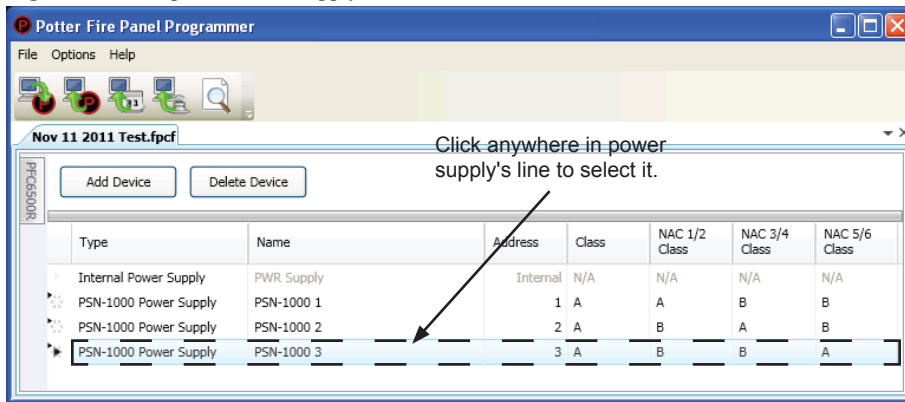 Potter Fire Panel Programmer
File Options Help
Nov 11 2011 Test.fpcf
Click anywhere in power
supply's line to select it.
PFC6500R
Add Device Delete Device
Type Name Address Class NAC 1/2 Class NAC 3/4 Class NAC 5/6 Class
Internal Power Supply PWR Supply Internal N/A N/A N/A N/A
PSN-1000 Power Supply PSN-1000 1 1 A A B B
PSN-1000 Power Supply PSN-1000 2 2 A B A B
PSN-1000 Power Supply PSN-1000 3 3 A B B A